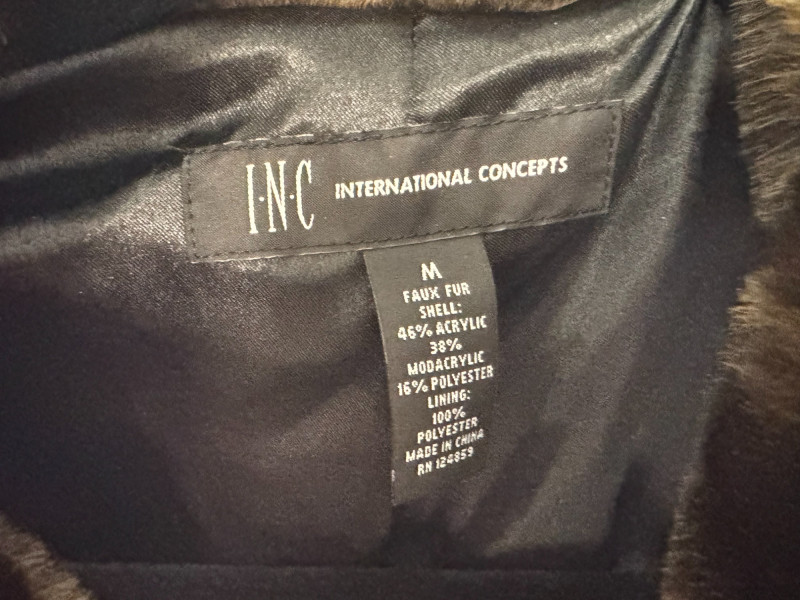 I·N·C INTERNATIONAL CONCEPTS
M
FAUX FUR
SHELL:
46% ACRYLIC
38%
MODACRYLIC
16% POLYESTER
LINING:
100%
POLYESTER
MADE IN CHINA
RN 124859